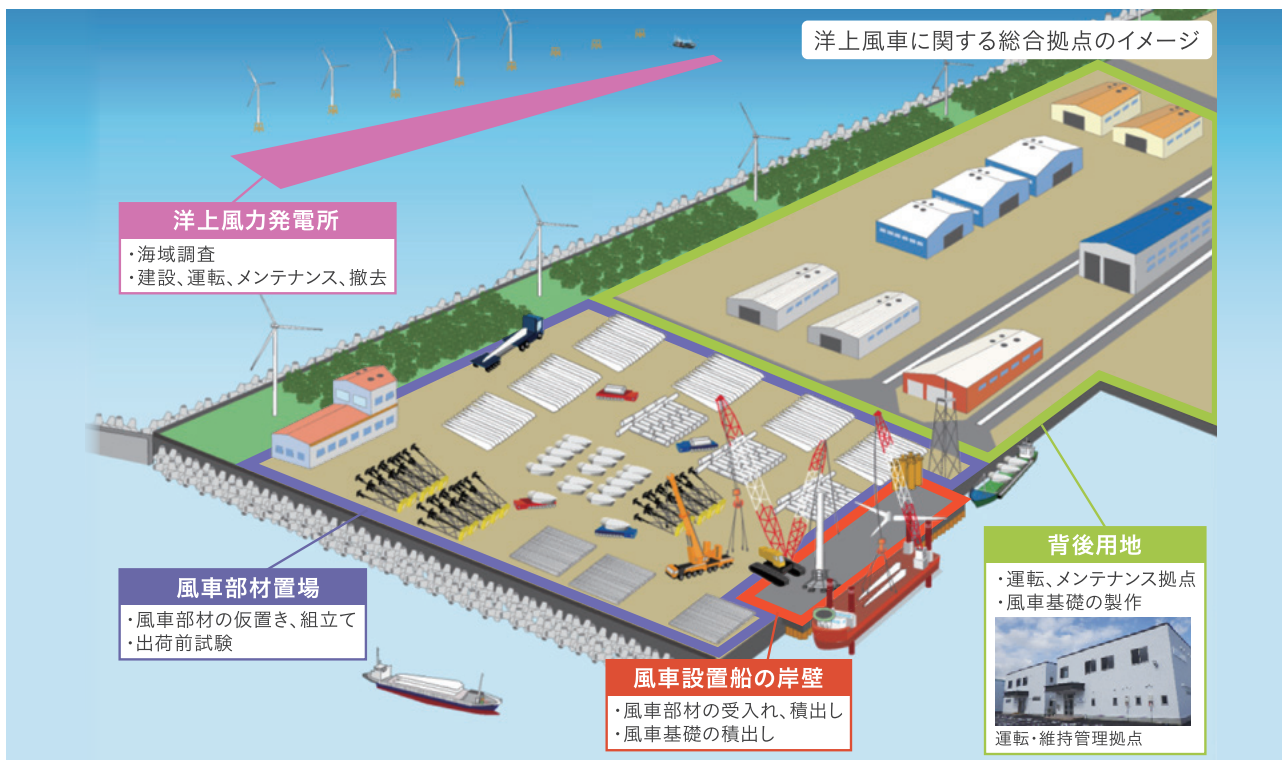 洋上風車に関する総合拠点のイメージ
洋上風力発電所
・海域調査
・建設、運転、メンテナンス、撤去
風車部材置場
・風車部材の仮置き、組立て
・出荷前試験
風車設置船の岸壁
・風車部材の受入れ、積出し
・風車基礎の積出し
背後用地
・運転、メンテナンス拠点
・風車基礎の製作
運転・維持管理拠点